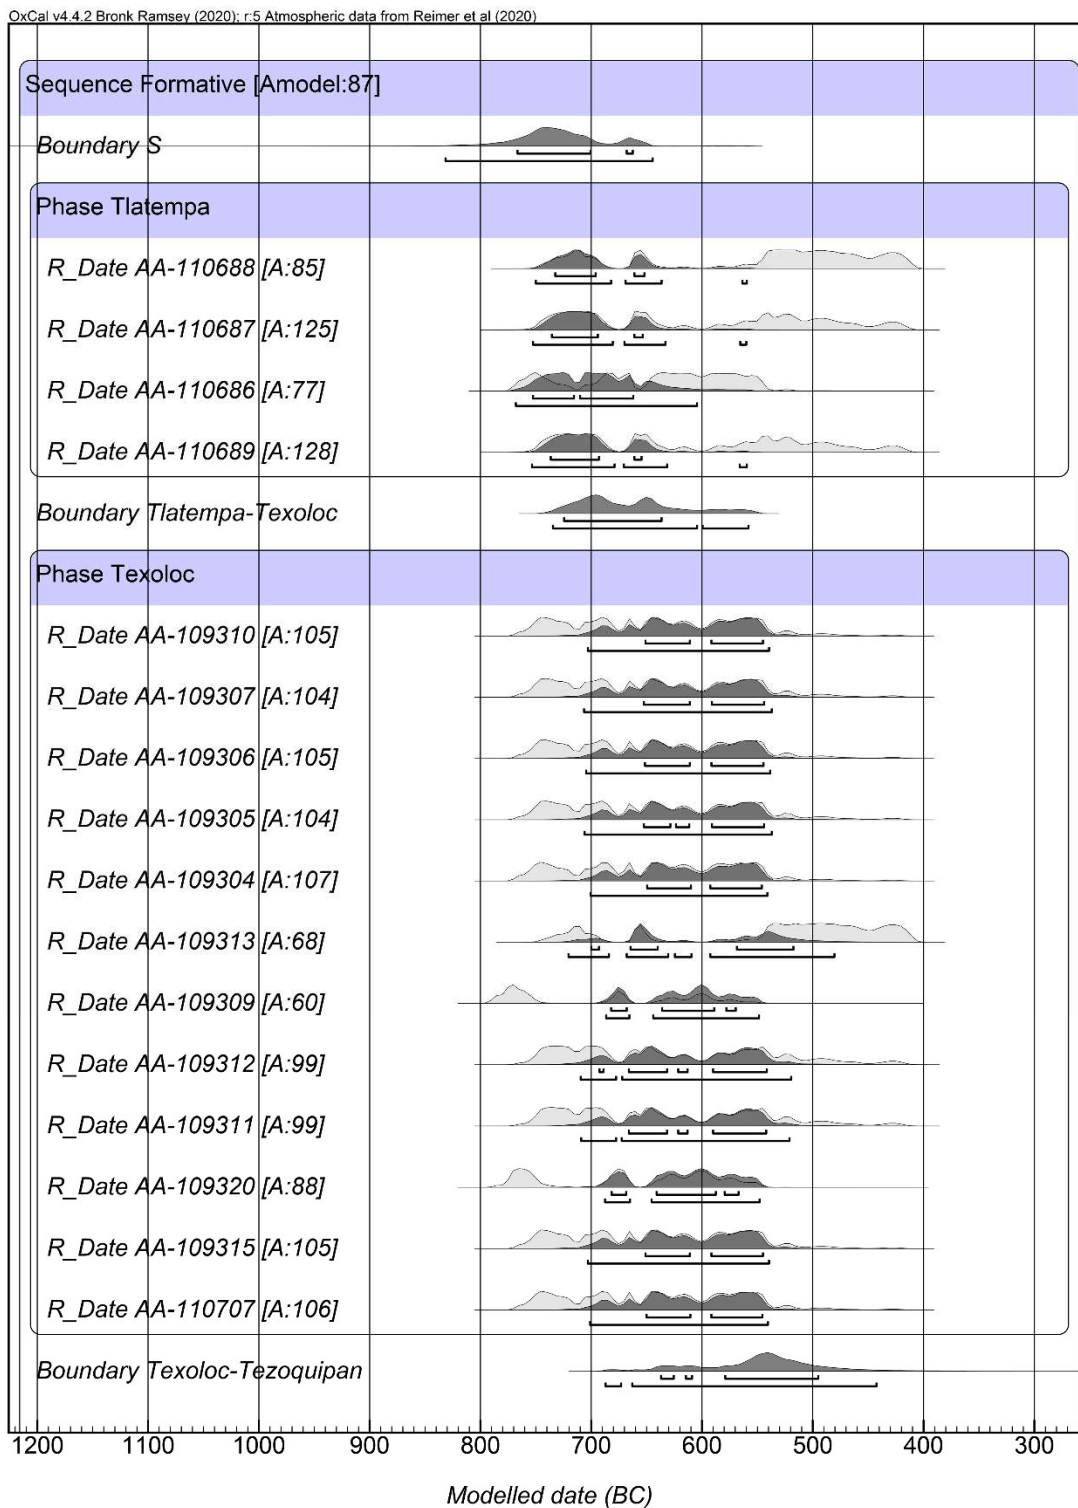 OxCal v4.4.2 Bronk Ramsey (2020); r:5 Atmospheric data from Reimer et al (2020)
Sequence Formative [Amodel:87]
Boundary S
Phase Tlatempa
R_Date AA-110688 [A:85]
R_Date AA-110687 [A:125]
R_Date AA-110686 [A:77]
R_Date AA-110689 [A:128]
Boundary Tlatempa-Texoloc
Phase Texoloc
R_Date AA-109310 [A:105]
R_Date AA-109307 [A:104]
R_Date AA-109306 [A:105]
R_Date AA-109305 [A:104]
R_Date AA-109304 [A:107]
R_Date AA-109313 [A:68]
R_Date AA-109309 [A:60]
R_Date AA-109312 [A:99]
R_Date AA-109311 [A:99]
R_Date AA-109320 [A:88]
R_Date AA-109315 [A:105]
R_Date AA-110707 [A:106]
Boundary Texoloc-Tezoquipan
1200 1100 1000 900 800 700 600 500 400 300
Modelled date (BC)